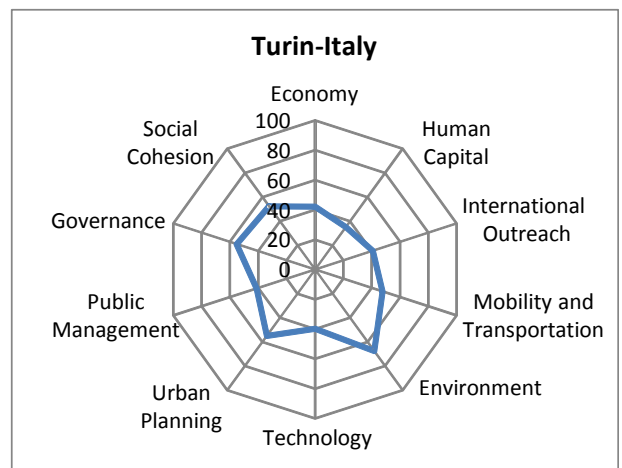 Turin-Italy
Economy
Human
Capital
International
Outreach
Mobility and
Transportation
Environment
Technology
Urban
Planning
Public
Management
Governance
Social
Cohesion
100
80
60
40
20
0